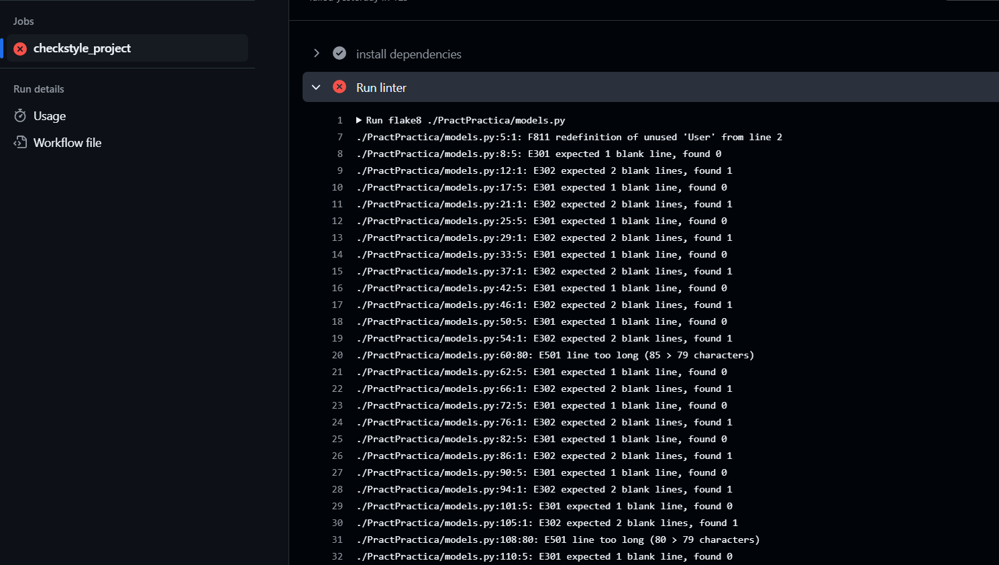 Jobs
checkstyle_project
Run details
Usage
Workflow file
install dependencies
Run linter
1 Run flake8 ./PractPractica/models.py
7 ./PractPractica/models.py:5:1: F811 redefinition of unused 'User' from line 2
8 ./PractPractica/models.py:8:5: E301 expected 1 blank line, found 0
9 ./PractPractica/models.py:12:1: E302 expected 2 blank lines, found 1
10 ./PractPractica/models.py:17:5: E301 expected 1 blank line, found 0
11 ./PractPractica/models.py:21:1: E302 expected 2 blank lines, found 1
12 ./PractPractica/models.py:25:5: E301 expected 1 blank line, found 0
13 ./PractPractica/models.py:29:1: E302 expected 2 blank lines, found 1
14 ./PractPractica/models.py:33:5: E301 expected 1 blank line, found 0
15 ./PractPractica/models.py:37:1: E302 expected 2 blank lines, found 1
16 ./PractPractica/models.py:42:5: E301 expected 1 blank line, found 0
17 ./PractPractica/models.py:46:1: E302 expected 2 blank lines, found 1
18 ./PractPractica/models.py:50:5: E301 expected 1 blank line, found 0
19 ./PractPractica/models.py:54:1: E302 expected 2 blank lines, found 1
20 ./PractPractica/models.py:60:80: E501 line too long (85 > 79 characters)
21 ./PractPractica/models.py:62:5: E301 expected 1 blank line, found 0
22 ./PractPractica/models.py:66:1: E302 expected 2 blank lines, found 1
23 ./PractPractica/models.py:72:5: E301 expected 1 blank line, found 0
24 ./PractPractica/models.py:76:1: E302 expected 2 blank lines, found 1
25 ./PractPractica/models.py:82:5: E301 expected 1 blank line, found 0
26 ./PractPractica/models.py:86:1: E302 expected 2 blank lines, found 1
27 ./PractPractica/models.py:90:5: E301 expected 1 blank line, found 0
28 ./PractPractica/models.py:94:1: E302 expected 2 blank lines, found 1
29 ./PractPractica/models.py:101:5: E301 expected 1 blank line, found 0
30 ./PractPractica/models.py:105:1: E302 expected 2 blank lines, found 1
31 ./PractPractica/models.py:108:80: E501 line too long (80 > 79 characters)
32 ./PractPractica/models.py:110:5: E301 expected 1 blank line, found 0